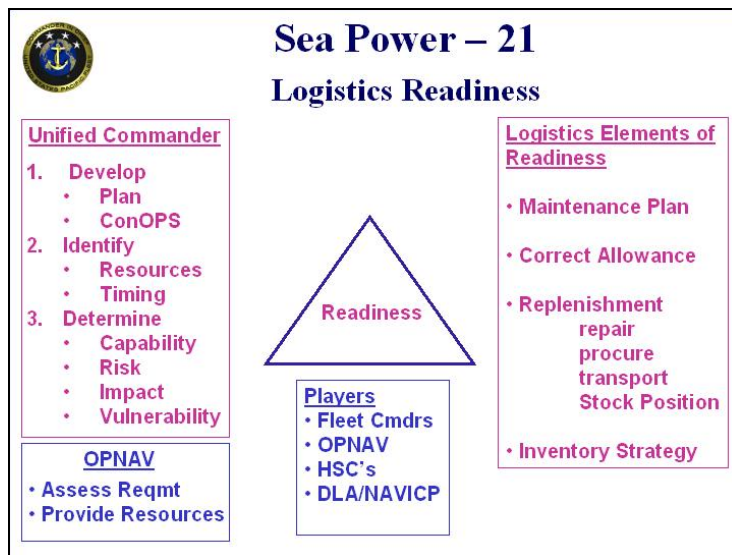 Sea Power – 21
Logistics Readiness
Unified Commander
1. Develop
• Plan
• ConOPS
2. Identify
• Resources
• Timing
3. Determine
• Capability
• Risk
• Impact
• Vulnerability
OPNAV
• Assess Reqmt
• Provide Resources
Readiness
Players
• Fleet Cmdrs
• OPNAV
• HSC's
• DLA/NAVICP
Logistics Elements of
Readiness
• Maintenance Plan
• Correct Allowance
• Replenishment
repair
procure
transport
Stock Position
• Inventory Strategy